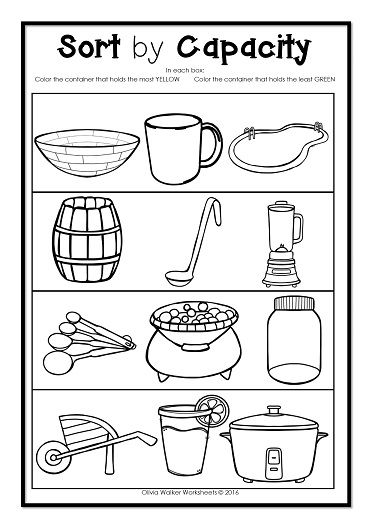 Sort by Capacity
In each box:
Color the container that holds the most YELLOW Color the container that holds the least GREEN
Olivia Walker Worksheets © 2016